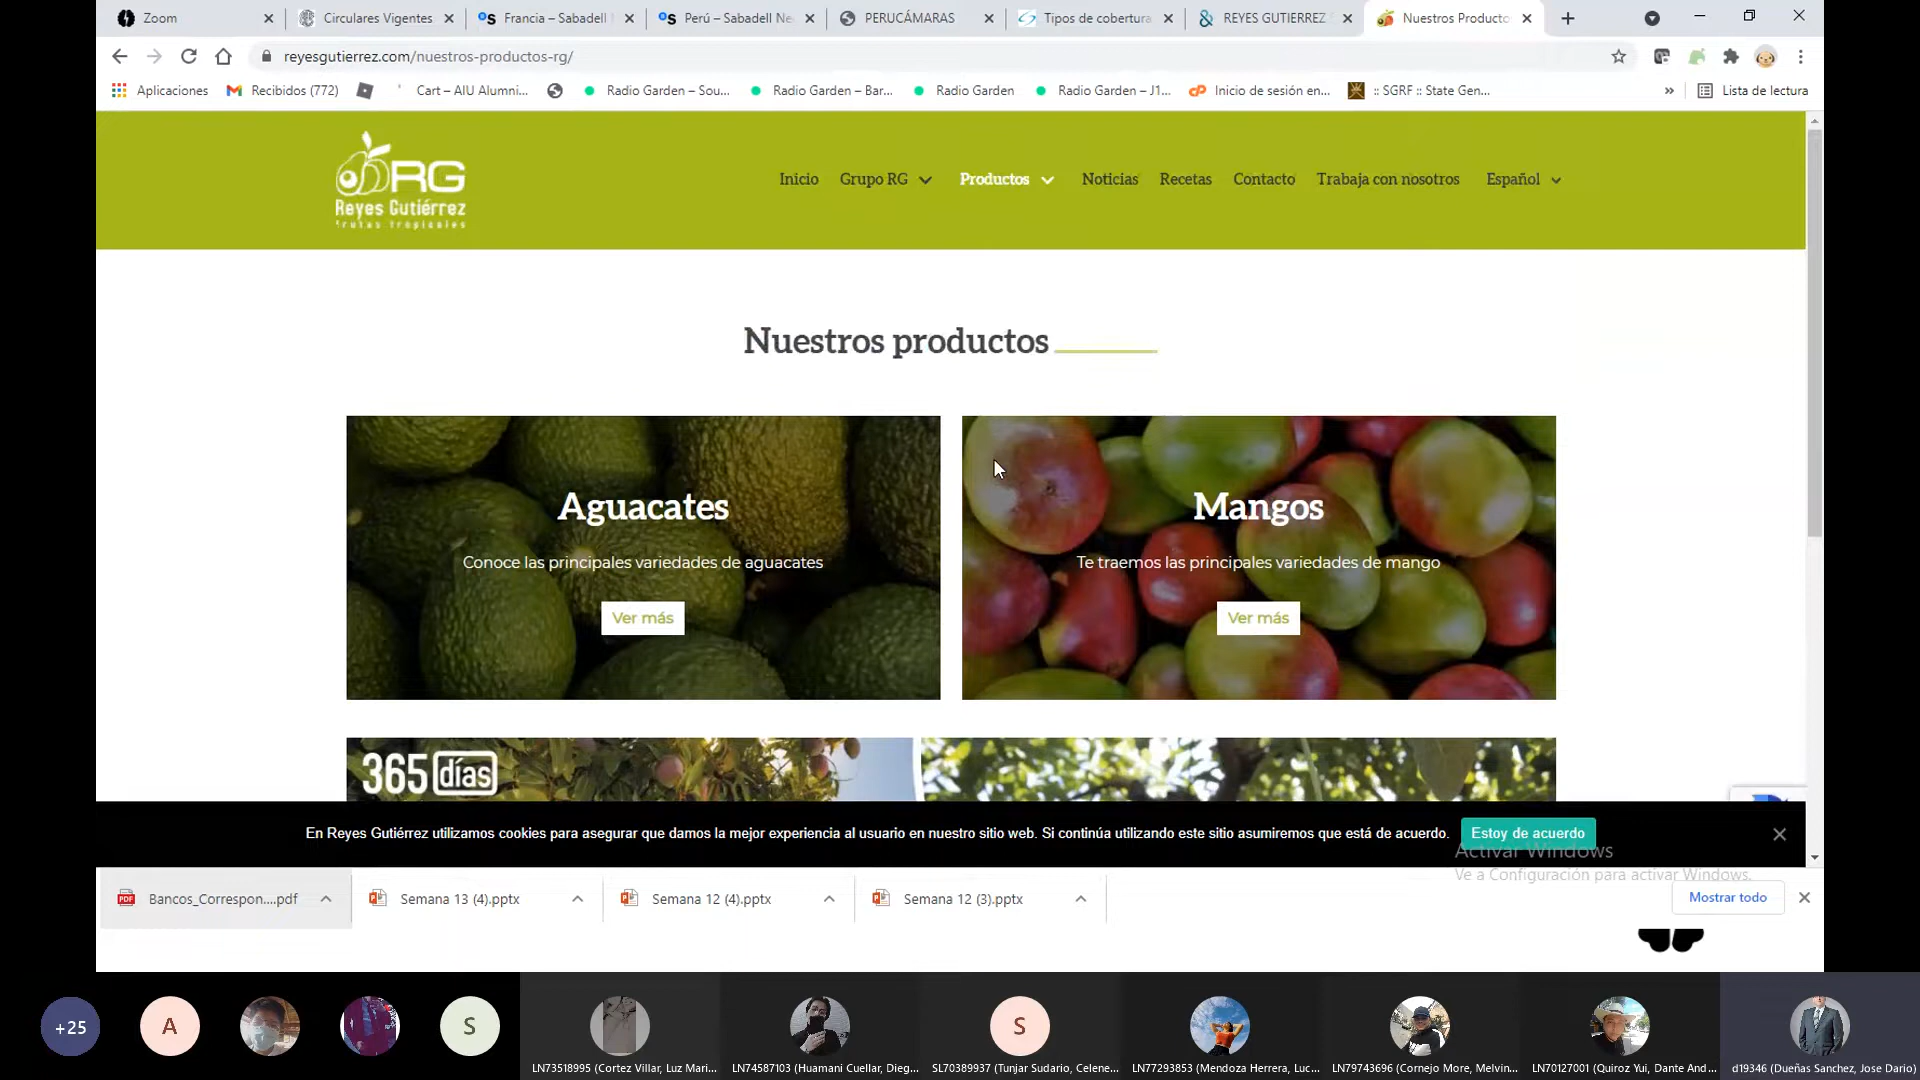 Zoom
Circulares Vigentes
Francia – Sabadell
Perú – Sabadell Ne
PERUCÁMARAS
Tipos de cobertura
REYES GUTIERREZ
Nuestros Producto
reyesgutierrez.com/nuestros-productos-rg/
Aplicaciones
Recibidos (772)
Cart – AIU Alumni...
Radio Garden – Sou...
Radio Garden – Bar...
Radio Garden
Radio Garden – J1...
Inicio de sesión en...
:: SGRF :: State Gen...
»
Lista de lectura
RG
Reyes Gutiérrez
frutas tropicales
Inicio
Grupo RG
Productos
Noticias
Recetas
Contacto
Trabaja con nosotros
Español
Nuestros productos
Aguacates
Conoce las principales variedades de aguacates
Ver más
Mangos
Te traemos las principales variedades de mango
Ver más
365 días
En Reyes Gutiérrez utilizamos cookies para asegurar que damos la mejor experiencia al usuario en nuestro sitio web. Si continúa utilizando este sitio asumiremos que está de acuerdo.
Estoy de acuerdo
Activar Windows
Ve a Configuración para activar Windows.
Bancos_Correspon....pdf
Semana 13 (4).pptx
Semana 12 (4).pptx
Semana 12 (3).pptx
Mostrar todo
+25
A
S
S
LN73518995 (Cortez Villar, Luz Mari...
LN74587103 (Huamani Cuellar, Dieg...
SL70389937 (Tunjar Sudario, Celene...
LN77293853 (Mendoza Herrera, Luc...
LN79743696 (Cornejo More, Melvin...
LN70127001 (Quiroz Yui, Dante And...
d19346 (Dueñas Sanchez, Jose Dario)